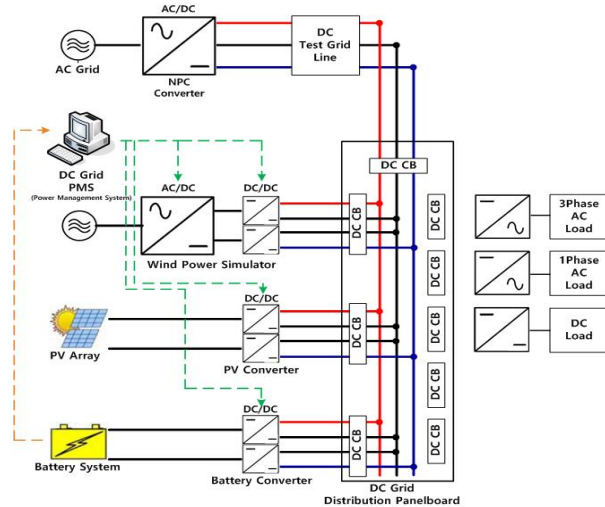 AC/DC
AC Grid
NPC
Converter
DC
Test Grid
Line
DC Grid
PMS
(Power Management System)
AC/DC
DC/DC
Wind Power Simulator
DC CB
DC CB
DC CB
DC CB
DC CB
DC CB
DC CB
DC CB
DC CB
3Phase
AC
Load
1Phase
AC
Load
DC
Load
DC/DC
PV Array
PV Converter
DC/DC
Battery System
Battery Converter
DC Grid
Distribution Panelboard